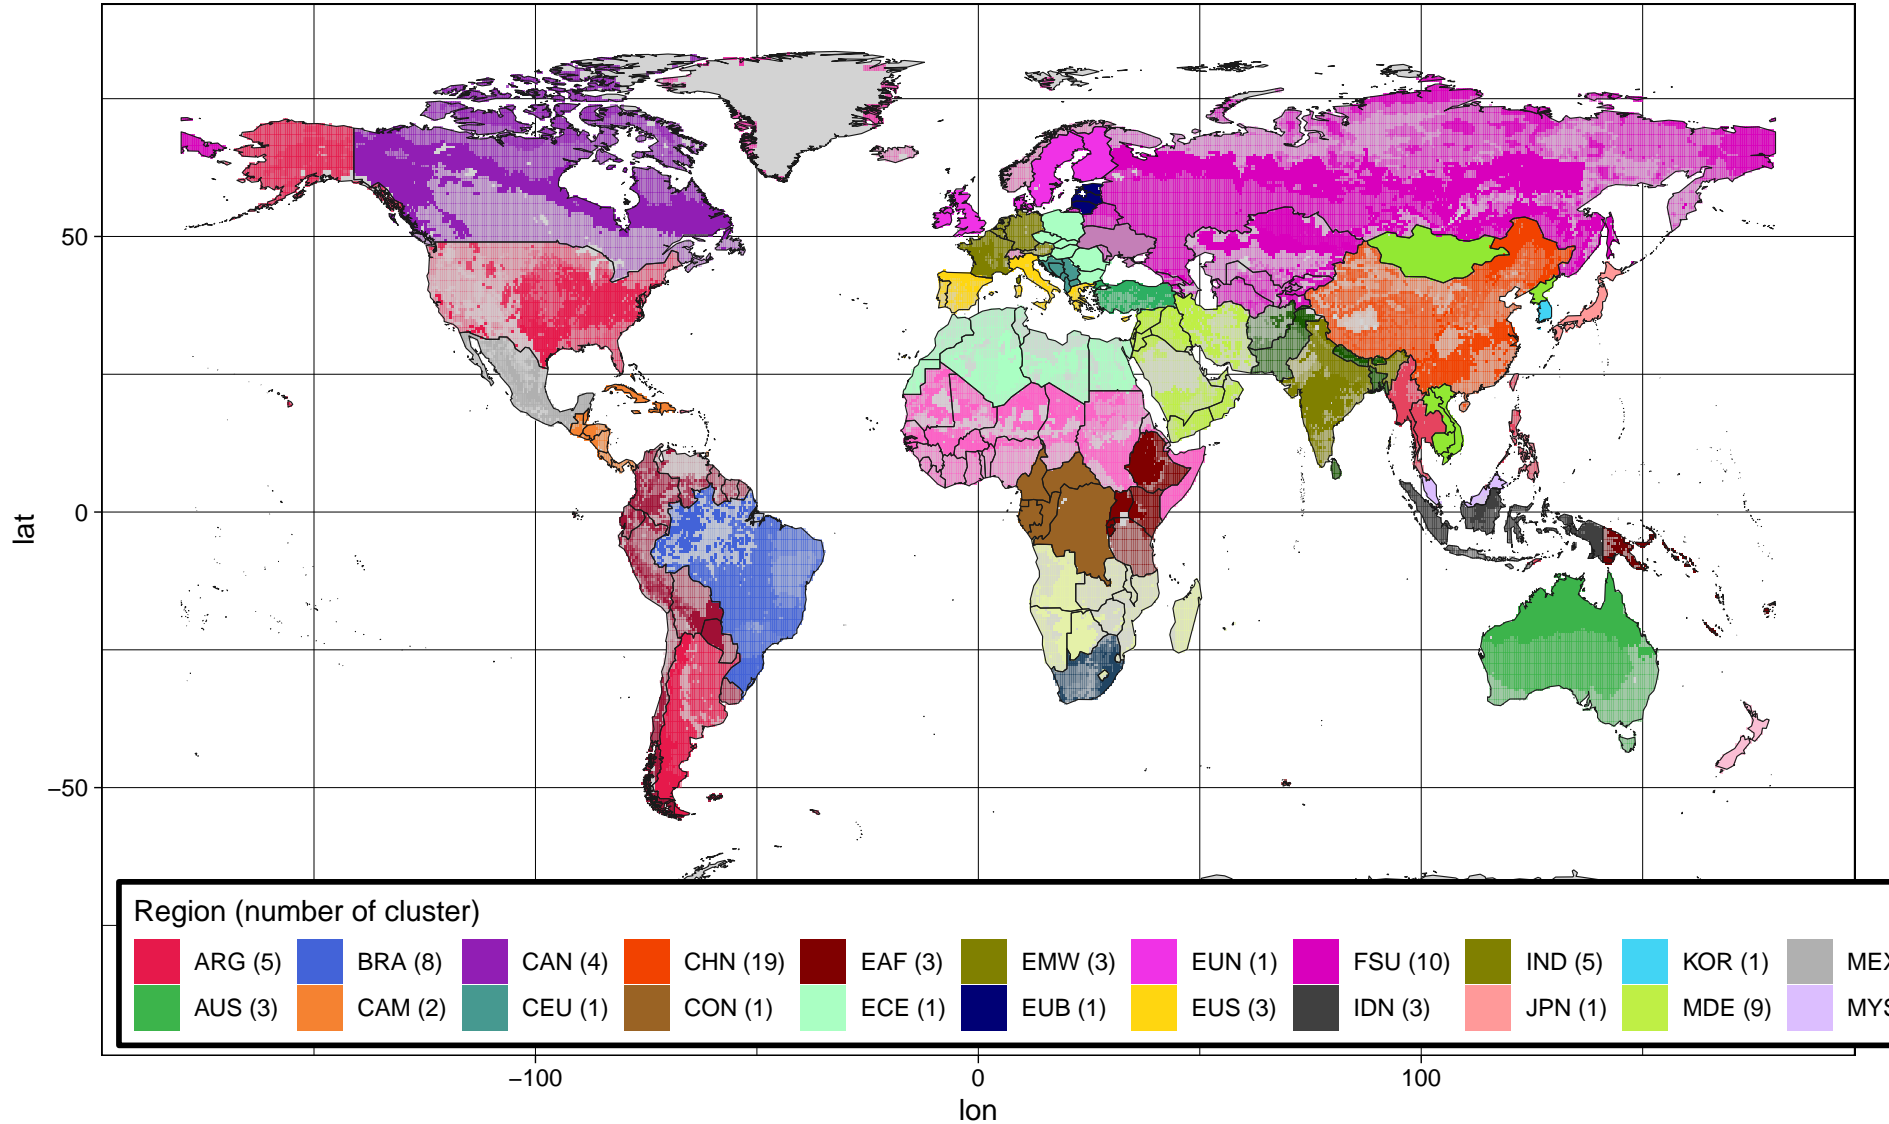 50
0
−50
lat
Region (number of cluster)
ARG (5) BRA (8) CAN (4) CHN (19) EAF (3) EMW (3) EUN (1) FSU (10) IND (5) KOR (1)
AUS (3) CAM (2) CEU (1) CON (1) ECE (1) EUB (1) EUS (3) IDN (3) JPN (1) MDE (9) MYS
−100 0 100
lon